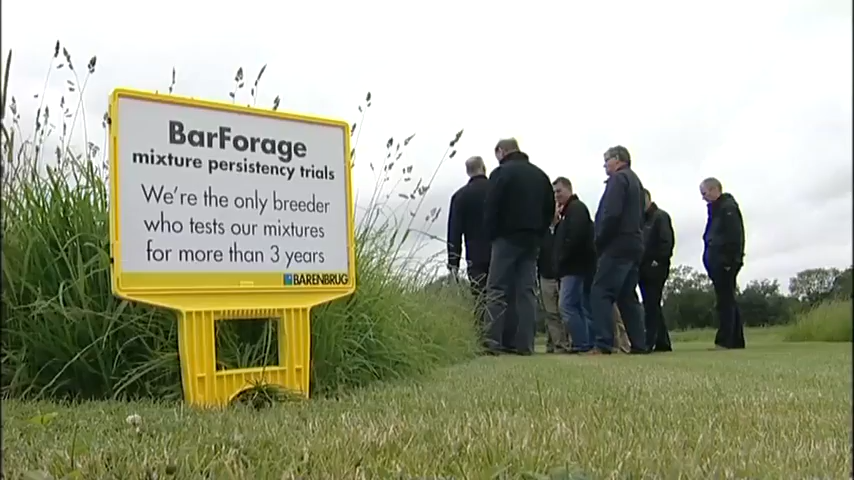 BarForage
mixture persistency trials
We're the only breeder
who tests our mixtures
for more than 3 years
BARENBRUG